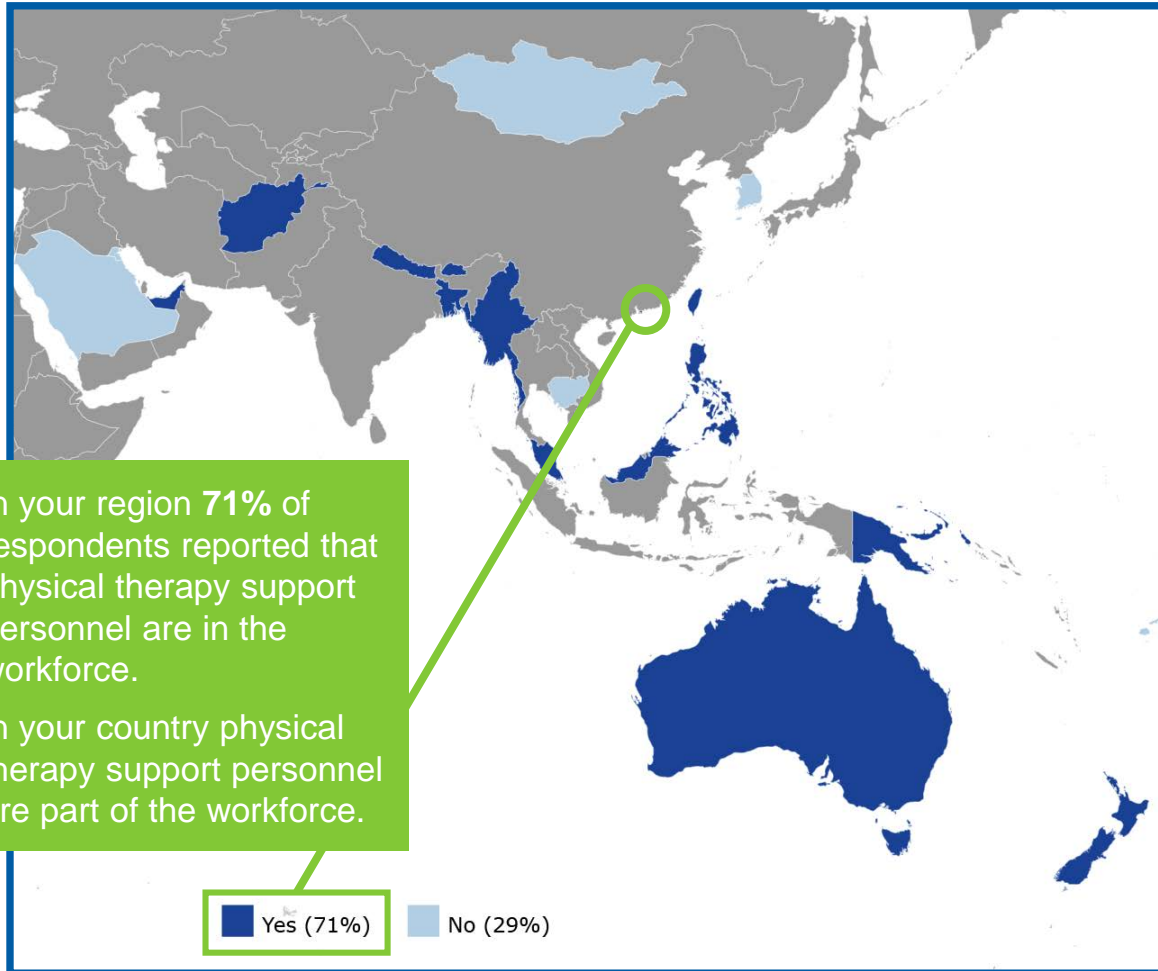 n your region 71% of
espondents reported that
hysical therapy support
ersonnel are in the
workforce.
n your country physical
herapy support personnel
re part of the workforce.
Yes (71%) No (29%)